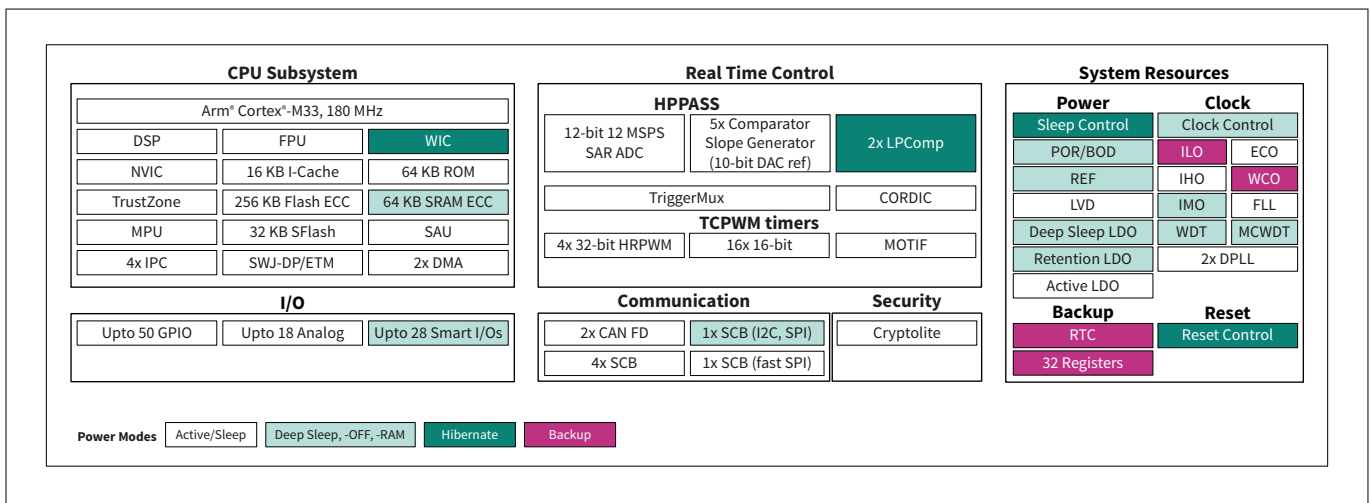 CPU Subsystem
Arm® Cortex®-M33, 180 MHz
DSP
FPU
WIC
NVIC
16 KB I-Cache
64 KB ROM
TrustZone
256 KB Flash ECC
64 KB SRAM ECC
MPU
32 KB SFlash
SAU
4x IPC
SWJ-DP/ETM
2x DMA
I/O
Upto 50 GPIO
Upto 18 Analog
Upto 28 Smart I/Os
Real Time Control
HPPASS
12-bit 12 MSPS
SAR ADC
5x Comparator
Slope Generator
(10-bit DAC ref)
2x LPComp
TriggerMux
CORDIC
TCPWM timers
4x 32-bit HRPWM
16x 16-bit
MOTIF
Communication
2x CAN FD
1x SCB (I2C, SPI)
4x SCB
1x SCB (fast SPI)
Security
Cryptolite
System Resources
Power
Sleep Control
POR/BOD
REF
LVD
Deep Sleep LDO
Retention LDO
Active LDO
Clock
Clock Control
ILO
ECO
IHO
WCO
IMO
FLL
WDT
MCWDT
2x DPLL
Backup
RTC
32 Registers
Reset
Reset Control
Power Modes
Active/Sleep
Deep Sleep, -OFF, -RAM
Hibernate
Backup